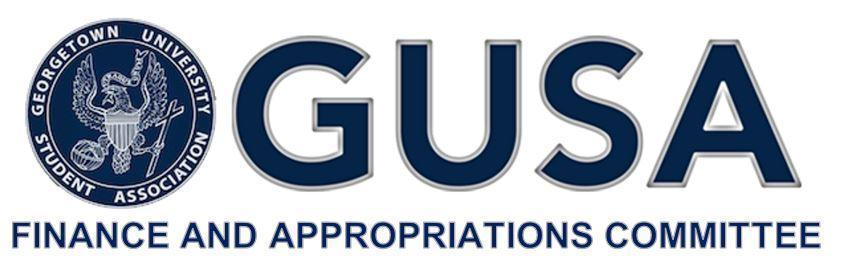 GEORGETOWN UNIVERSITY
STUDENT ASSOCIATION
GUSA
FINANCE AND APPROPRIATIONS COMMITTEE